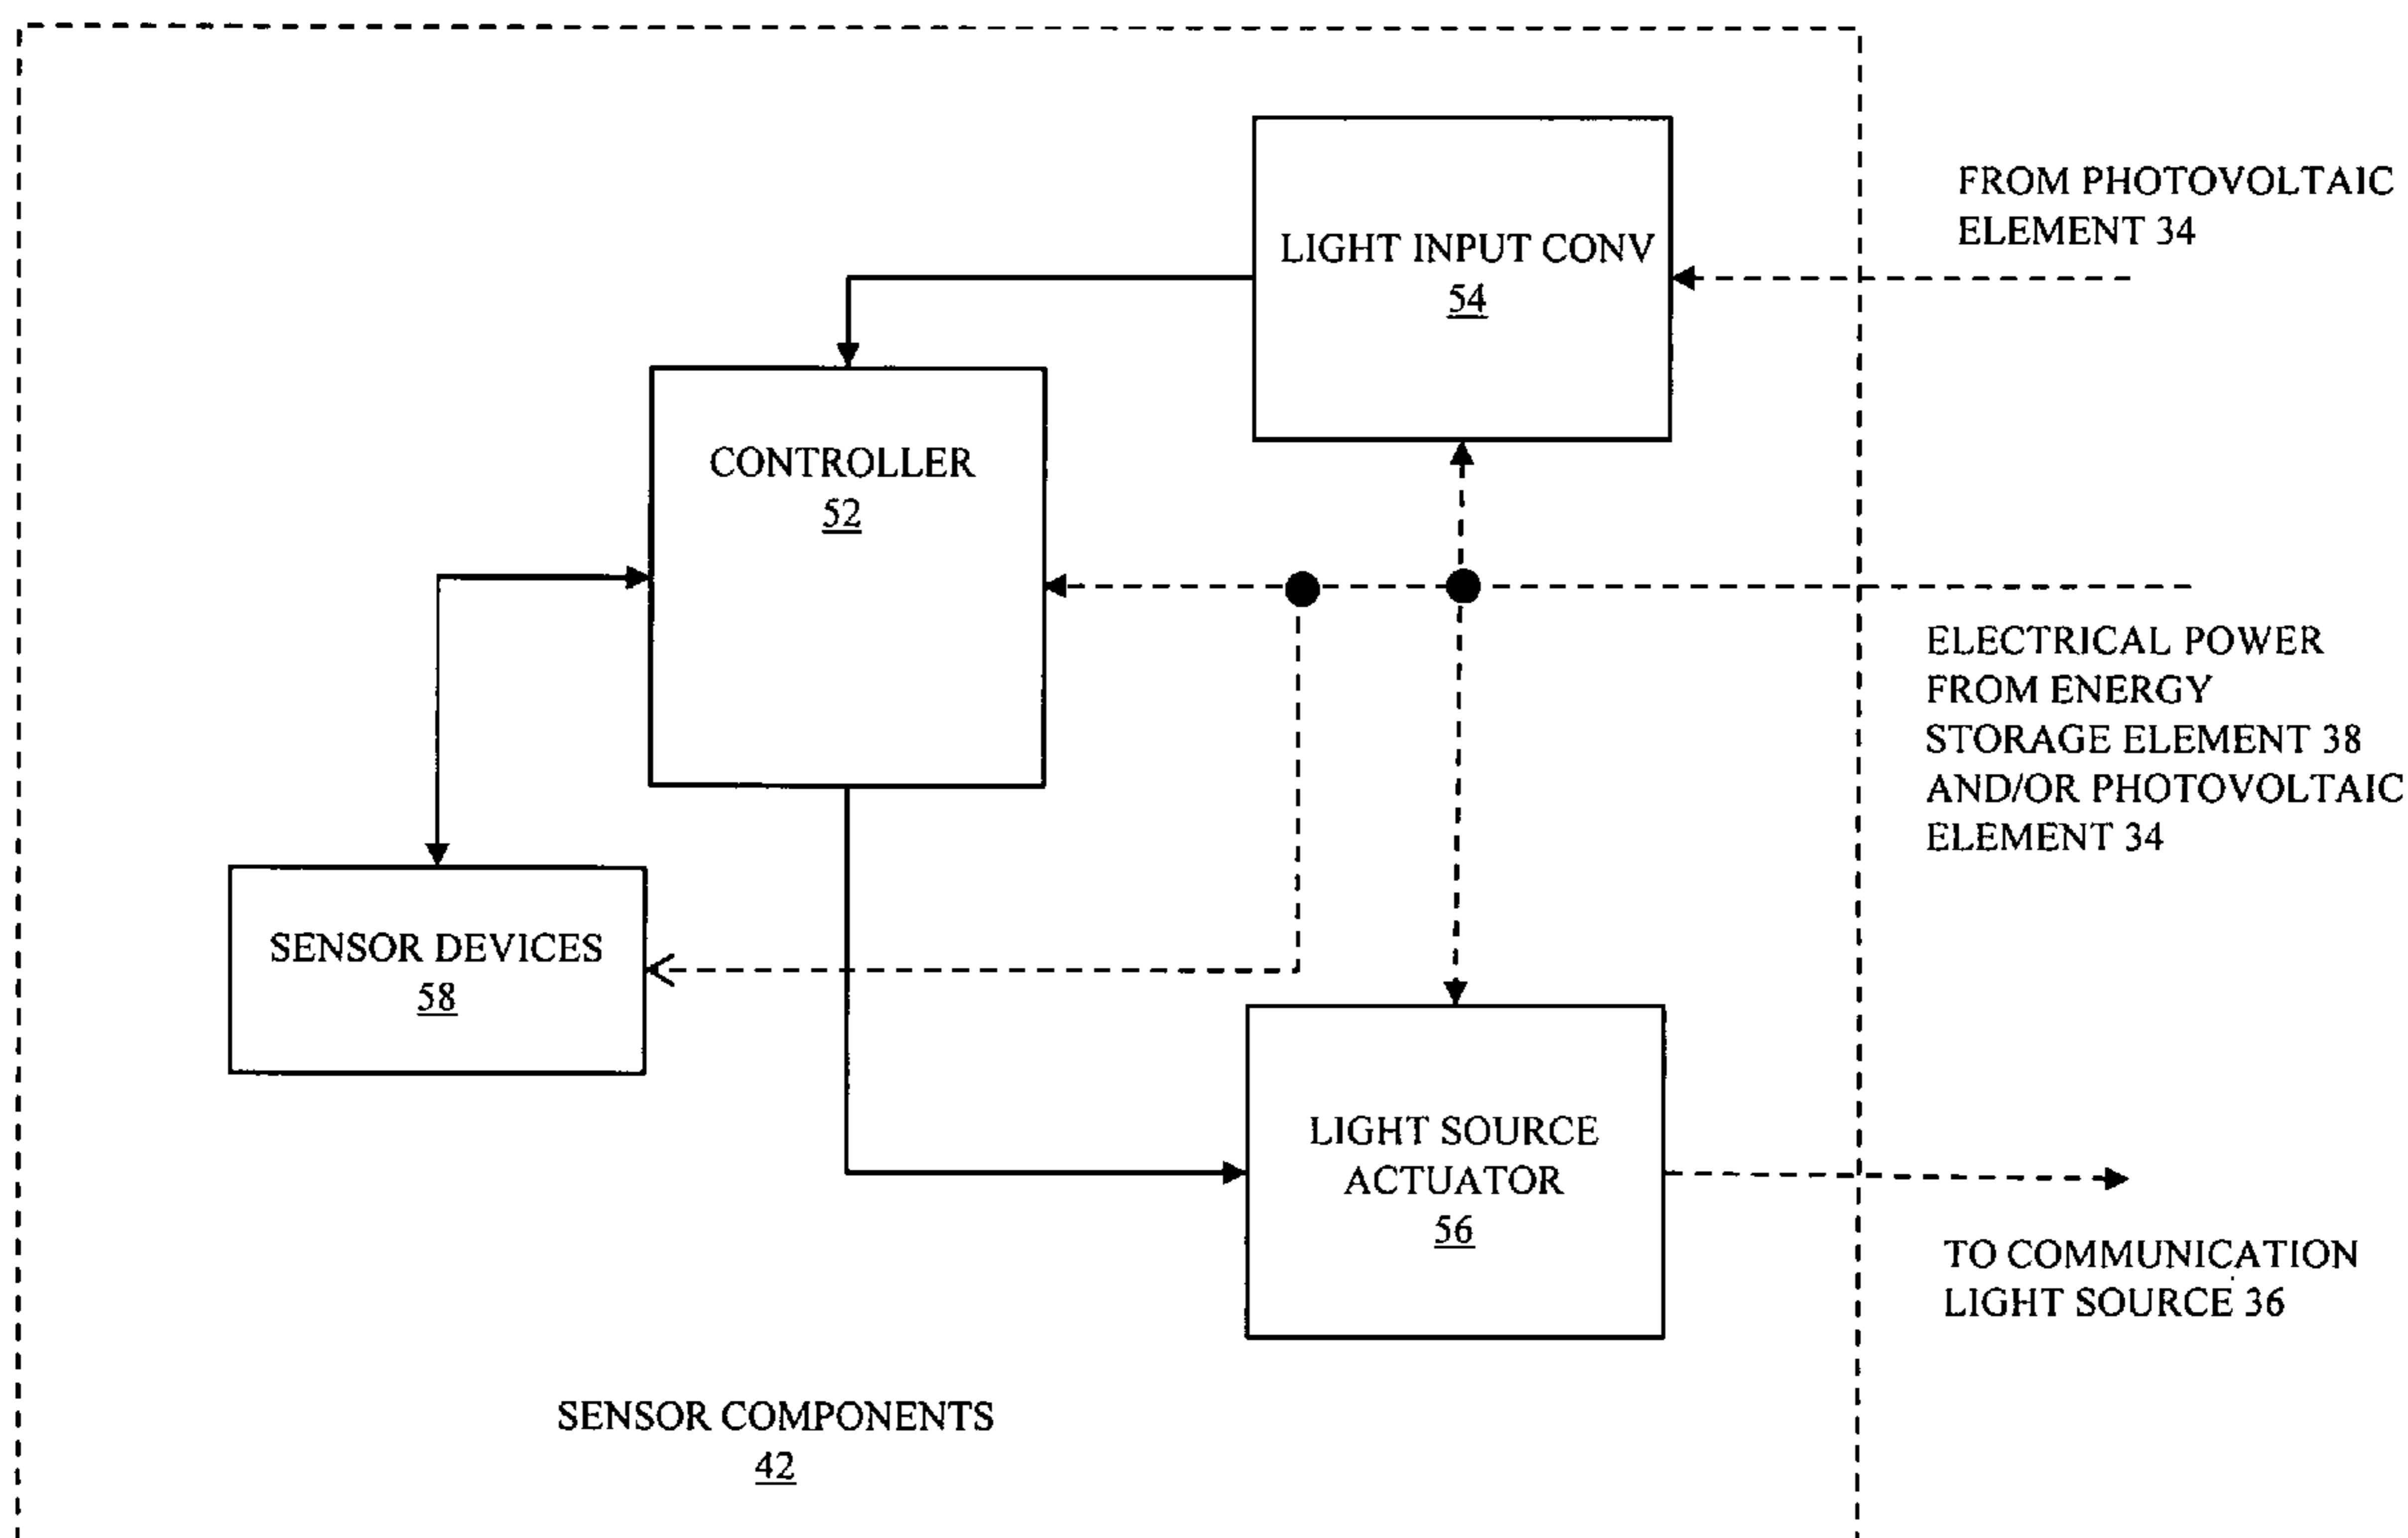 FROM PHOTOVOLTAIC
ELEMENT 34
LIGHT INPUT CONV
54
CONTROLLER
52
ELECTRICAL POWER
FROM ENERGY
STORAGE ELEMENT 38
AND/OR PHOTOVOLTAIC
ELEMENT 34
SENSOR DEVICES
58
LIGHT SOURCE
ACTUATOR
56
TO COMMUNICATION
LIGHT SOURCE 36
SENSOR COMPONENTS
42